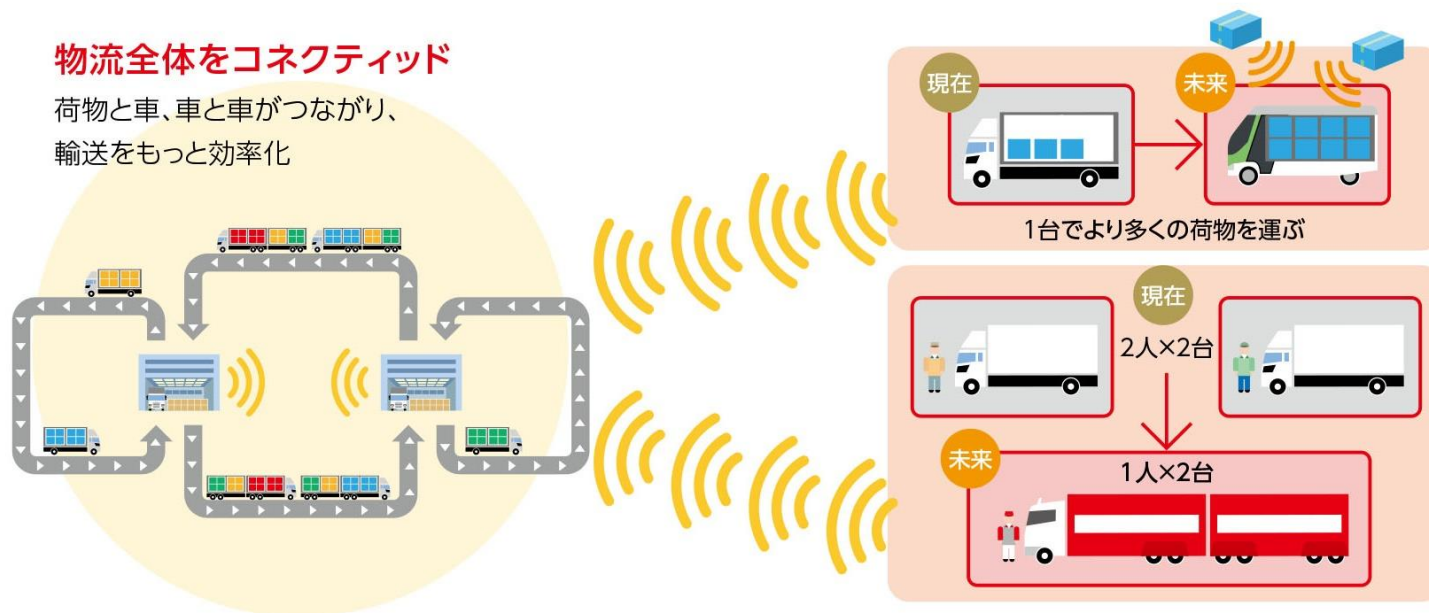 物流全体をコネクティッド
荷物と車、車と車がつながり、
輸送をもっと効率化
現在
未来
1台でより多くの荷物を運ぶ
現在
2人×2台
未来
1人×2台